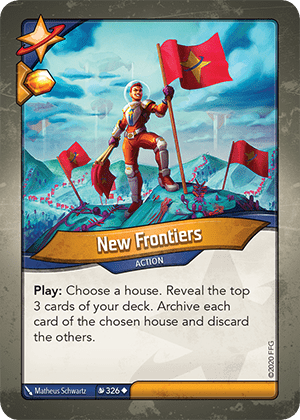 New Frontiers
ACTION
Play: Choose a house. Reveal the top
3 cards of your deck. Archive each
card of the chosen house and discard
the others.
©2020 FFG
Matheus Schwartz 326